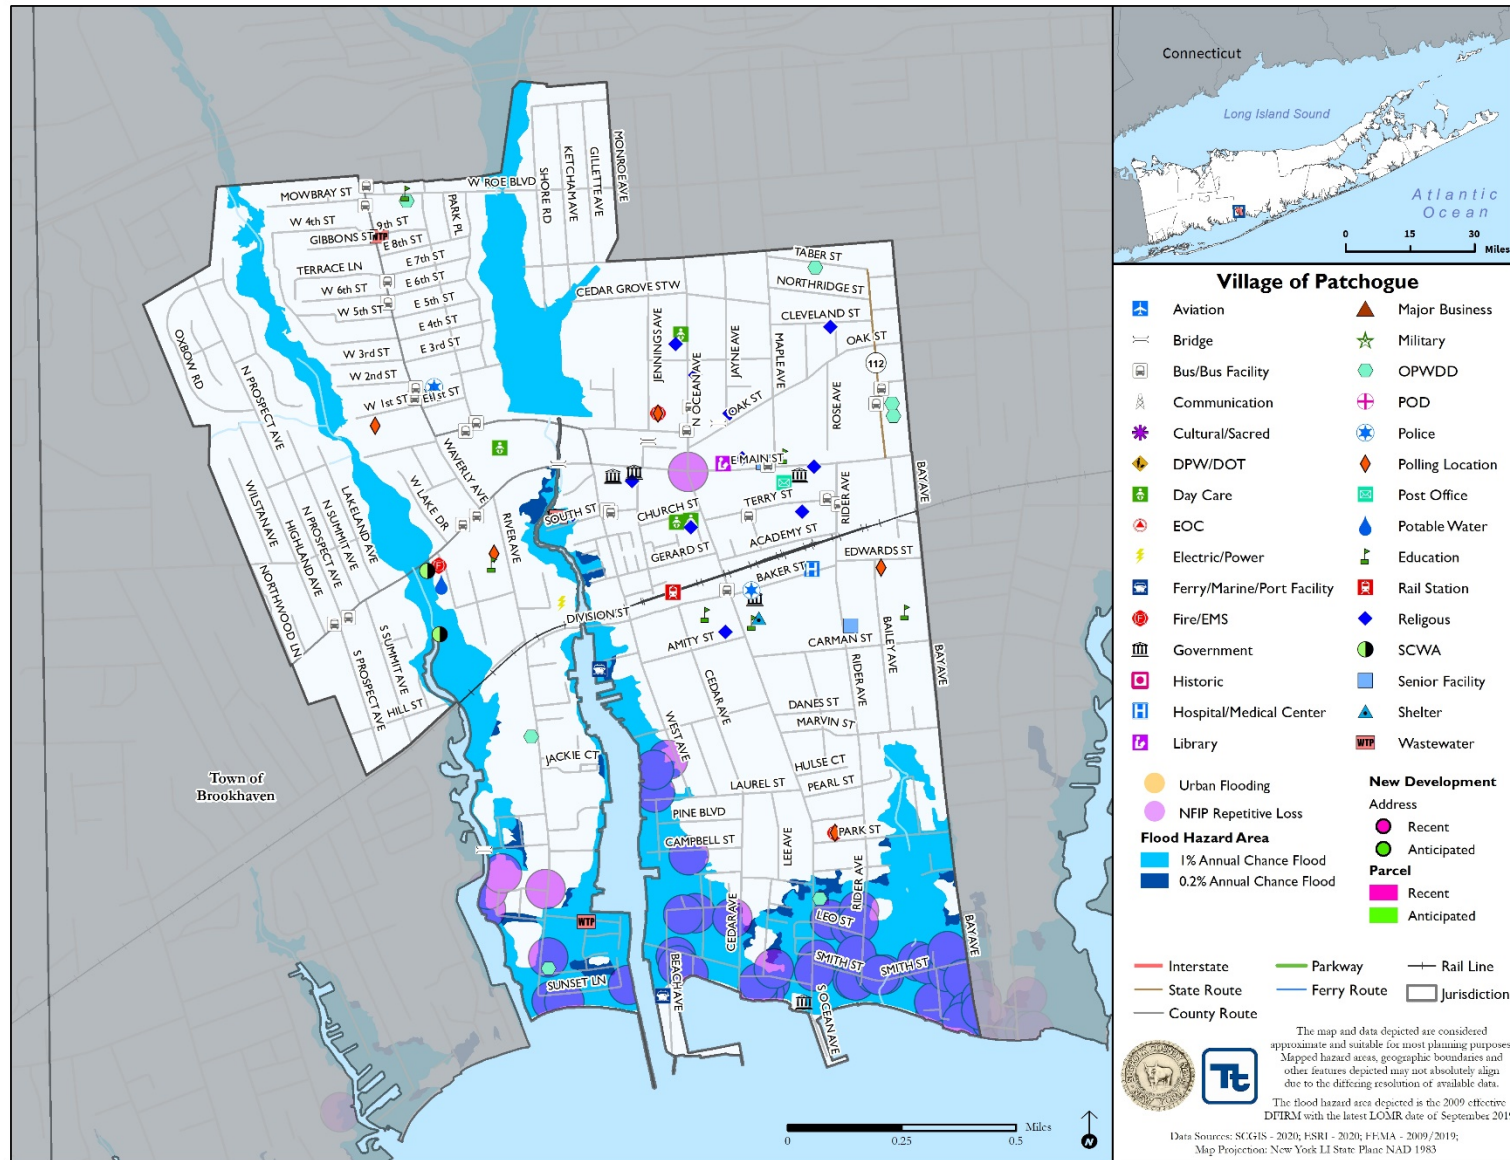 Connecticut
Long Island Sound
Atlantic
Ocean
0 15 30
Miles
Village of Patchogue
Aviation
Bridge
Bus/Bus Facility
Communication
Cultural/Sacred
DPW/DOT
Day Care
EOC
Electric/Power
Ferry/Marine/Port Facility
Fire/EMS
Government
Historic
Hospital/Medical Center
Library
Major Business
Military
OPWDD
POD
Police
Polling Location
Post Office
Potable Water
Education
Rail Station
Religous
SCWA
Senior Facility
Shelter
WTP
Wastewater
Urban Flooding
NFIP Repetitive Loss
Flood Hazard Area
1% Annual Chance Flood
0.2% Annual Chance Flood
New Development
Address
Recent
Anticipated
Parcel
Recent
Anticipated
Interstate
State Route
County Route
Parkway
Ferry Route
Rail Line
Jurisdiction
The map and data depicted are considered
approximate and suitable for most planning purposes
Mapped hazard areas, geographic boundaries and
other features depicted may not absolutely align
due to the differing resolution of available data.
The flood hazard area depicted is the 2009 effective
DFIRM with the latest LOMR date of September 2019
Data Sources: SCGIS - 2020; ESRI - 2020; FEMA - 2009/2019;
Map Projection: New York LI State Plane NAD 1983
Tt
MOWBRAY ST
W ROE BLVD
W 4th ST
9th ST
GIBBONS ST
WTP
E 8th ST
PARK PL
E 7th ST
TERRACE LN
E 6th ST
W 6th ST
E 5th ST
W 5th ST
E 4th ST
E 3rd ST
W 3rd ST
W 2nd ST
W 1st ST
E 1st ST
SHORE RD
KETCHAM AVE
GILLETTE AVE
MONROE AVE
OXBOW RD
N PROSPECT AVE
TABER ST
CEDAR GROVE ST W
NORTHRIDGE ST
CLEVELAND ST
OAK ST
JENNINGS AVE
N OCEAN AVE
JAYNE AVE
MAPLE AVE
112
OAK ST
ROSE AVE
E MAIN ST
WAVERLY AVE
W LAKE DR
WILSTAN AVE
HIGHLAND AVE
N PROSPECT AVE
N SUMMIT AVE
LAKELAND AVE
RIVER AVE
SOUTH ST
CHURCH ST
TERRY ST
RIDER AVE
BAY AVE
ACADEMY ST
GERARD ST
EDWARDS ST
BAKER ST
NORTHWOOD LN
DIVISION ST
AMITY ST
CARMAN ST
BAILEY AVE
BAY AVE
S SUMMIT AVE
S PROSPECT AVE
HILL ST
CEDAR AVE
RIDER AVE
DANES ST
MARVIN ST
WEST AVE
JACKIE CT
HULSE CT
LAUREL ST
PEARL ST
Town of
Brookhaven
PINE BLVD
CAMPBELL ST
LEE AVE
PARK ST
RIDER AVE
CEDAR AVE
LEO ST
WTP
BAY AVE
SMITH ST
SMITH ST
SUNSET LN
BEACH AVE
S OCEAN AVE
0 0.25 0.5
Miles
N